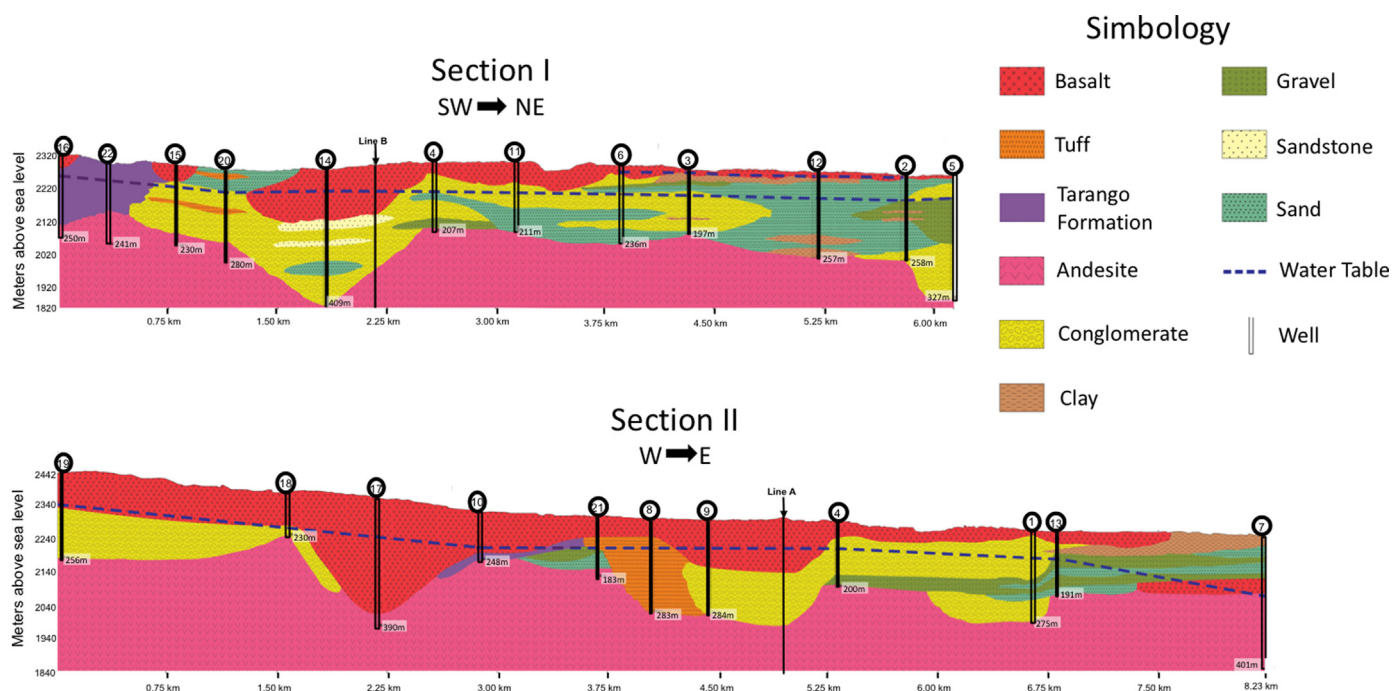 Simbology
Basalt
Gravel
Tuff
Sandstone
Tarango
Formation
Sand
Andesite
Water Table
Conglomerate
Well
Clay
Section I
SW NE
Line B
Meters above sea level
2320
2220
2120
2020
1920
1820
16 22 15 20 14 4 11 6 3 12 2 5
250m 241m 230m 280m 409m 207m 211m 236m 197m 257m 258m 327m
0.75 km 1.50 km 2.25 km 3.00 km 3.75 km 4.50 km 5.25 km 6.00 km
Section II
W E
Line A
Meters above sea level
2442
2340
2240
2140
2040
1940
1840
19 18 17 10 21 8 9 4 1 13 7
256m 230m 390m 248m 183m 283m 284m 200m 275m 191m 401m
0.75 km 1.50 km 2.25 km 3.00 km 3.75 km 4.50 km 5.25 km 6.00 km 6.75 km 7.50 km 8.23 km